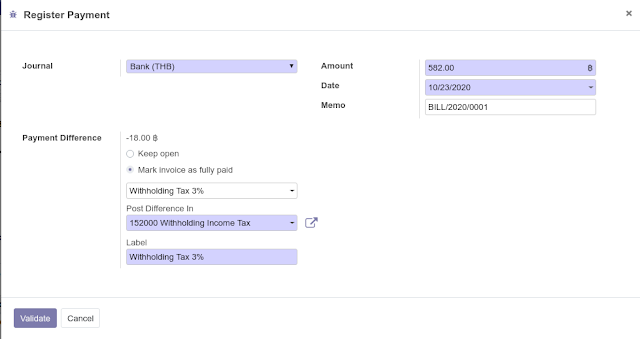 Register Payment
×
Journal
Bank (THB)
Amount
582.00 ฿
Date
10/23/2020
Memo
BILL/2020/0001
Payment Difference
-18.00 ฿
Keep open
Mark invoice as fully paid
Withholding Tax 3%
Post Difference In
152000 Withholding Income Tax
Label
Withholding Tax 3%
Validate
Cancel